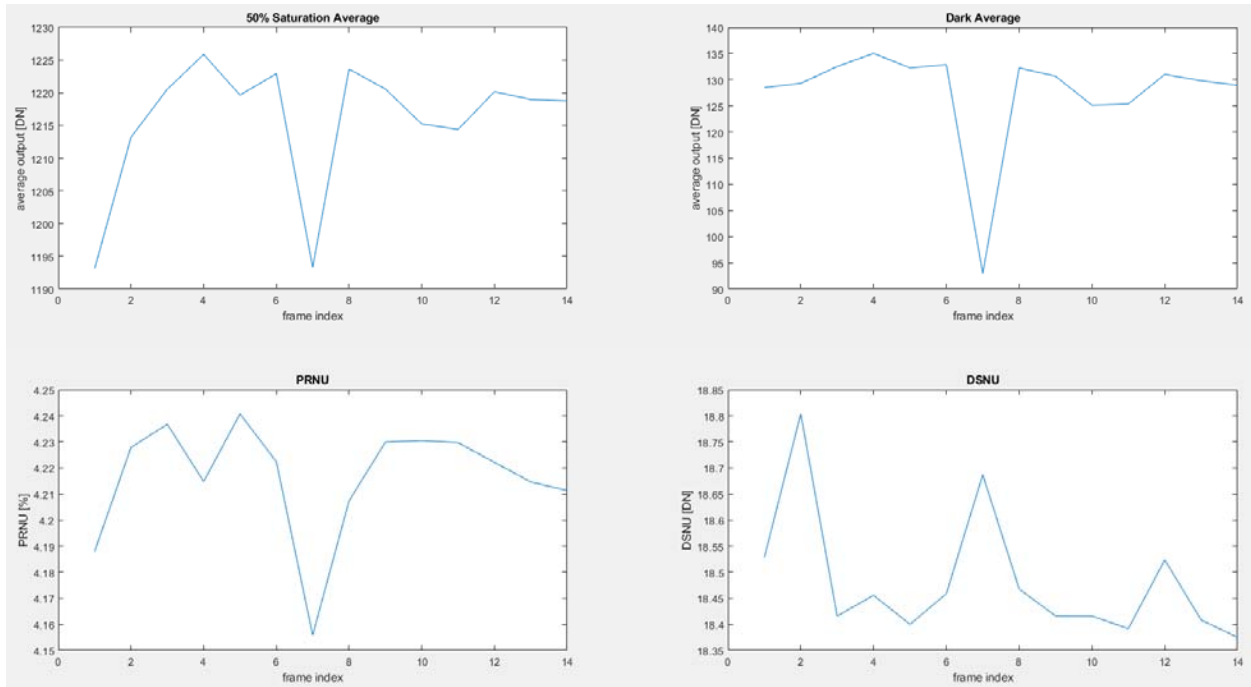 50% Saturation Average
1230
1225
1220
1215
1210
1205
1200
1195
1190
average output [DN]
0 2 4 6 8 10 12 14
frame index
Dark Average
140
135
130
125
120
115
110
105
100
95
90
average output [DN]
0 2 4 6 8 10 12 14
frame index
PRNU
4.25
4.24
4.23
4.22
4.21
4.2
4.19
4.18
4.17
4.16
4.15
PRNU [%]
0 2 4 6 8 10 12 14
frame index
DSNU
18.85
18.8
18.75
18.7
18.65
18.6
18.55
18.5
18.45
18.4
18.35
DSNU [DN]
0 2 4 6 8 10 12 14
frame index